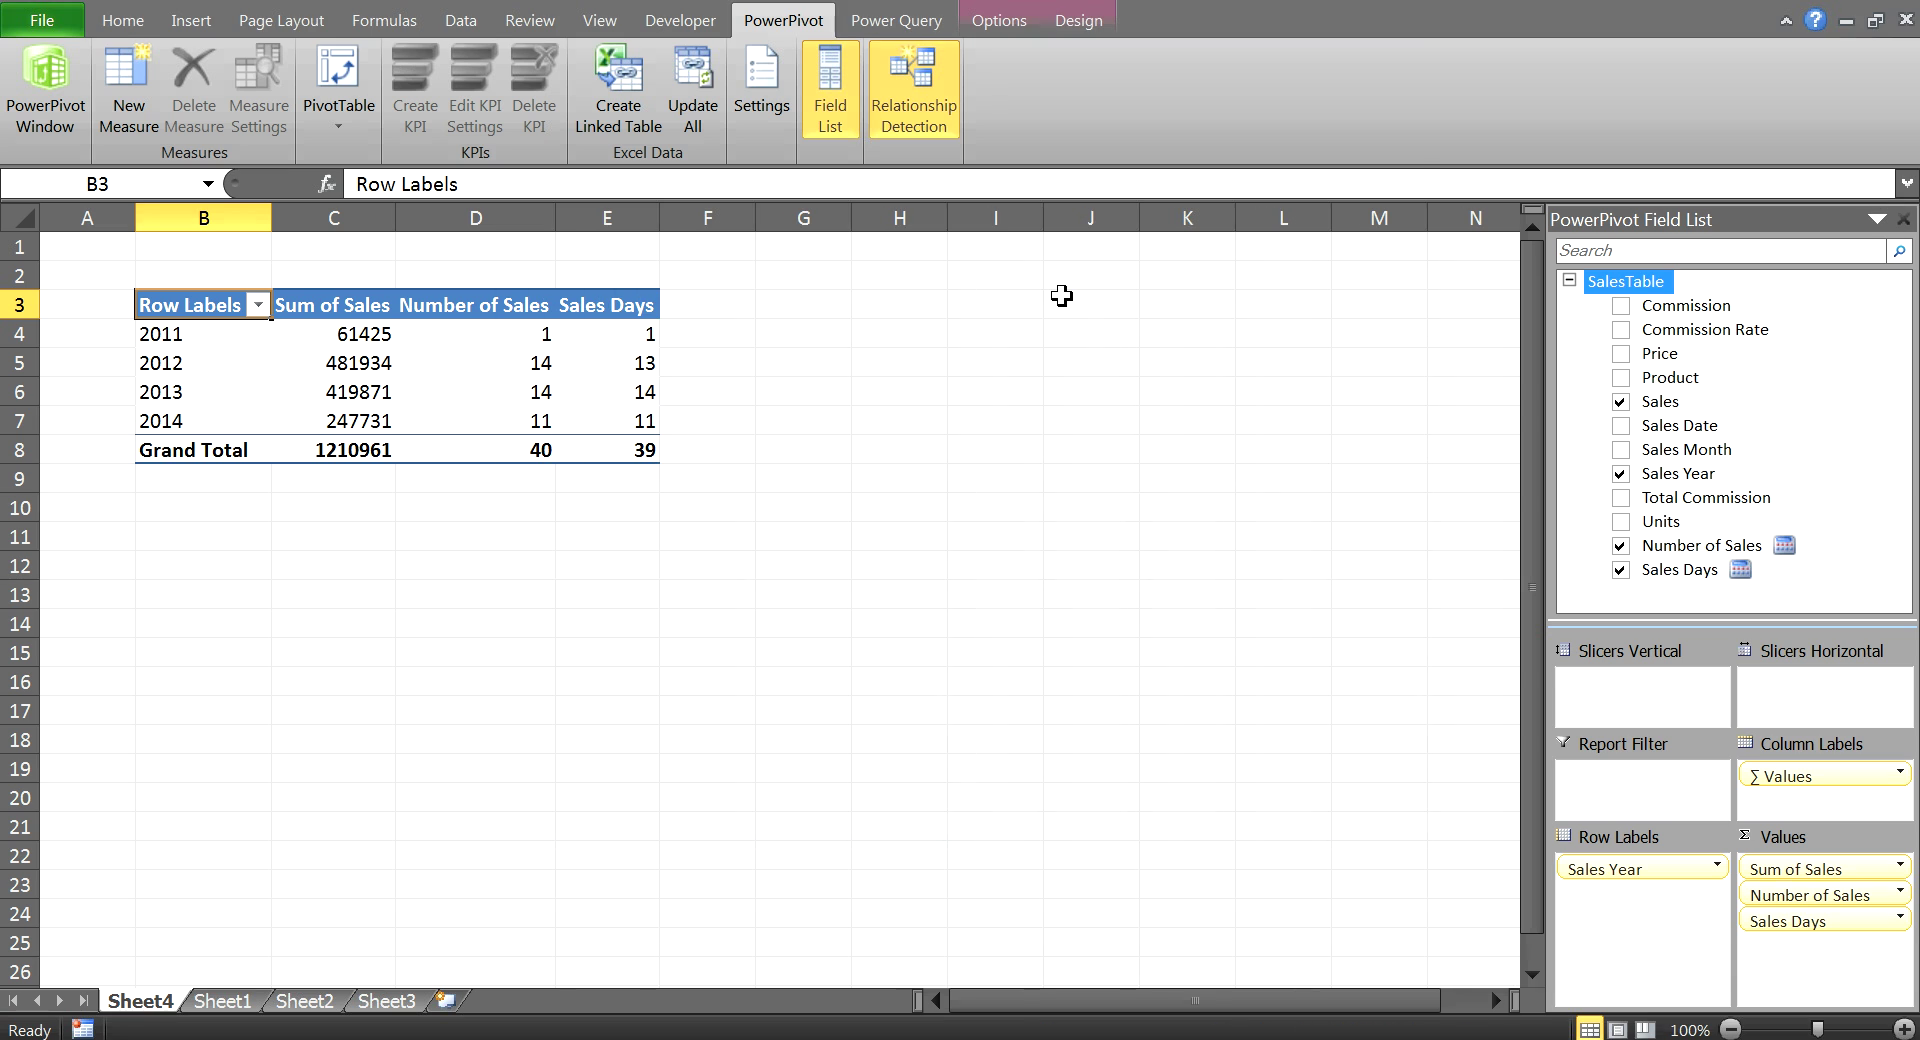 File Home Insert Page Layout Formulas Data Review View Developer PowerPivot Power Query Options Design
PowerPivot Window
New Measure
Delete Measure
Measure Settings
PivotTable
Create KPI
Edit KPI Settings
Delete KPI
Create Linked Table
Update All
Settings
Field List
Relationship Detection
Measures KPIs Excel Data
B3 fx Row Labels
A B C D E F G H I J K L M N
1
2
3 Row Labels Sum of Sales Number of Sales Sales Days
4 2011 61425 1 1
5 2012 481934 14 13
6 2013 419871 14 14
7 2014 247731 11 11
8 Grand Total 1210961 40 39
9
10
11
12
13
14
15
16
17
18
19
20
21
22
23
24
25
26
PowerPivot Field List
Search
SalesTable
Commission
Commission Rate
Price
Product
Sales
Sales Date
Sales Month
Sales Year
Total Commission
Units
Number of Sales
Sales Days
Slicers Vertical Slicers Horizontal
Report Filter Column Labels
∑ Values
Row Labels Σ Values
Sales Year Sum of Sales
Number of Sales
Sales Days
Sheet4 Sheet1 Sheet2 Sheet3
Ready 100%